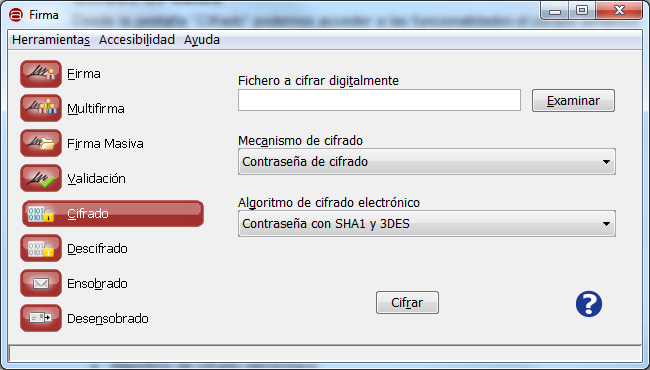 Firma
Herramientas Accesibilidad Ayuda
Firma
Multifirma
Firma Masiva
Validación
Cifrado
Descifrado
Ensobrado
Desensobrado
Fichero a cifrar digitalmente
Examinar
Mecanismo de cifrado
Contraseña de cifrado
Algoritmo de cifrado electrónico
Contraseña con SHA1 y 3DES
Cifrar
?